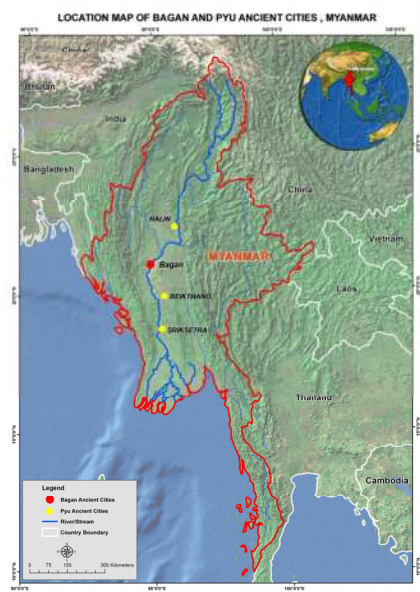 LOCATION MAP OF BAGAN AND PYU ANCIENT CITIES , MYANMAR
China
Bhutan
India
Bangladesh
China
HALIN
Vietnam
MYANMAR
Bagan
Laos
BEIKTHANO
SRIKSETRA
Thailand
Cambodia
Legend
Bagan Ancient Cities
Pyu Ancient Cities
River/Stream
Country Boundary
0 75 150 300 Kilometers